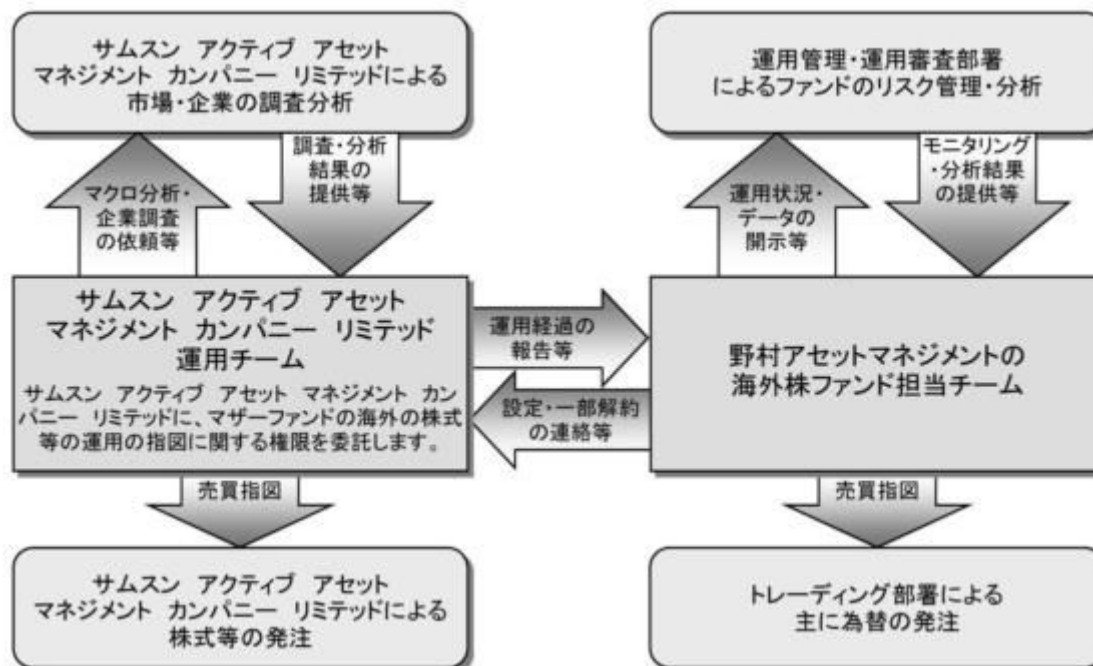 サムスン アクティブ アセット
マネジメント カンパニー リミテッドによる
市場・企業の調査分析
運用管理・運用審査部署
によるファンドのリスク管理・分析
マクロ分析・
企業調査
の依頼等
調査・分析
結果の
提供等
運用状況・
データの
開示等
モニタリング
・分析結果
の提供等
サムスン アクティブ アセット
マネジメント カンパニー リミテッド
運用チーム
サムスン アクティブ アセット マネジメント カン
パニー リミテッドに、マザーファンドの海外の株式
等の運用の指図に関する権限を委託します。
運用経過の
報告等
設定・一部解約
の連絡等
野村アセットマネジメントの
海外株ファンド担当チーム
売買指図
売買指図
サムスン アクティブ アセット
マネジメント カンパニー リミテッドによる
株式等の発注
トレーディング部署による
主に為替の発注